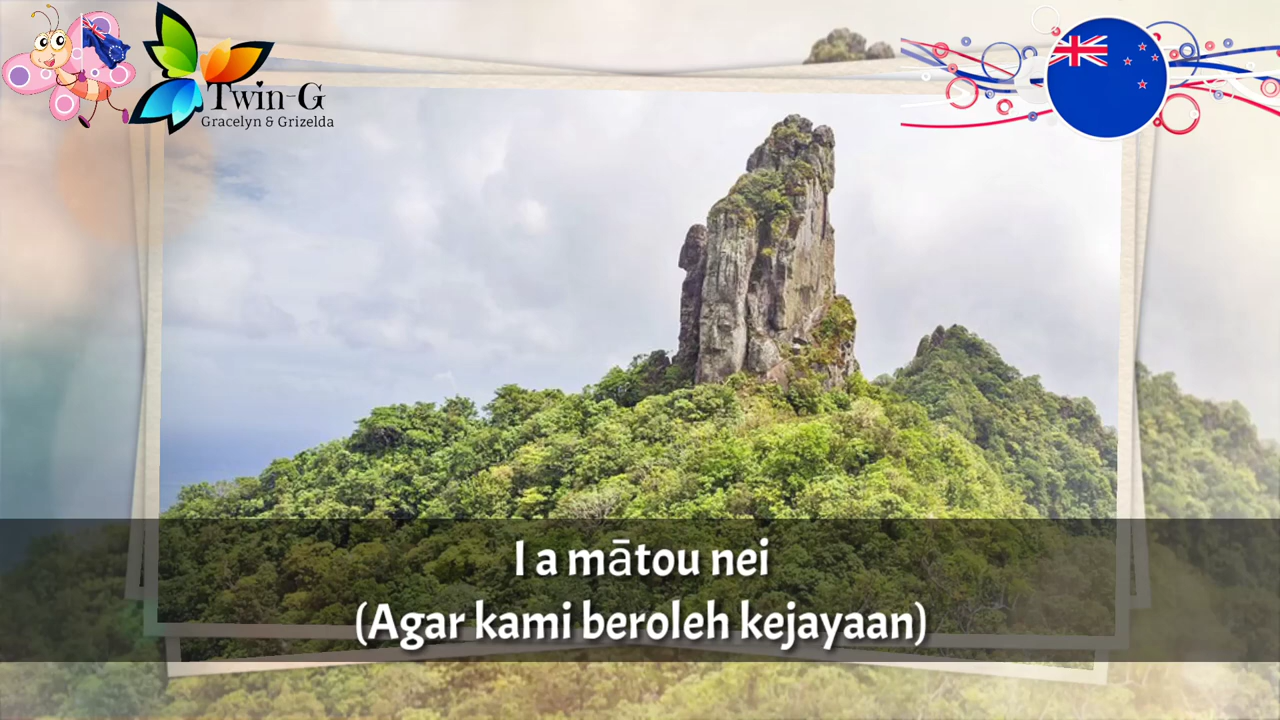 Twin-G
Gracelyn & Grizelda
I a mātou nei
(Agar kami beroleh kejayaan)